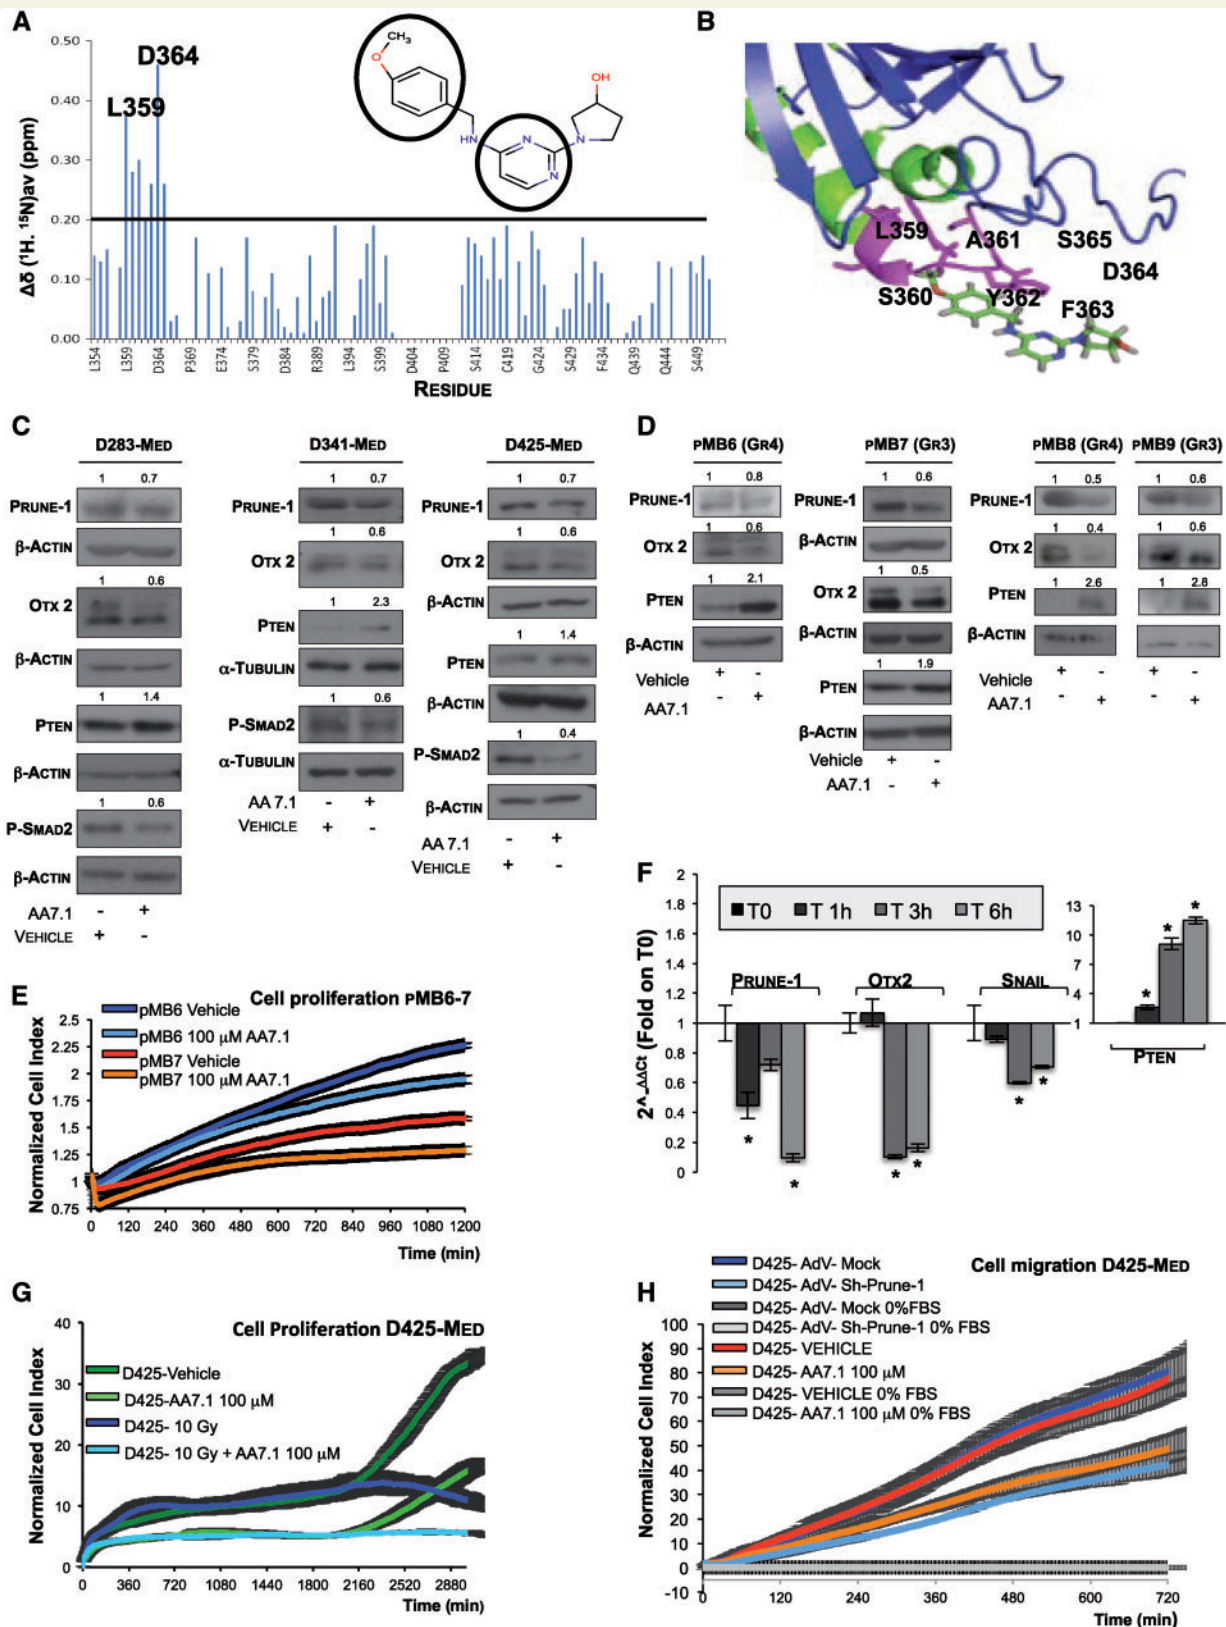 A
Δδ (¹H. ¹⁵N)av (ppm)
0.50
0.40
0.30
0.20
0.10
0.00
D364
L359
CH₃
O
HN
N
N
N
OH
L354
L359
D364
P369
E374
S379
D384
R389
L394
S399
D404
P409
S414
C419
G424
S429
F434
Q439
Q444
S449
RESIDUE
B
L359
A361
S365
D364
S360
Y362
F363
C
D283-MED
1 0.7
PRUNE-1
β-ACTIN
1 0.6
OTX 2
β-ACTIN
1 1.4
PTEN
β-ACTIN
1 0.6
P-SMAD2
β-ACTIN
AA7.1 - +
VEHICLE + -
D341-MED
1 0.7
PRUNE-1
1 0.6
OTX 2
1 2.3
PTEN
α-TUBULIN
1 0.6
P-SMAD2
α-TUBULIN
AA 7.1 - +
VEHICLE + -
D425-MED
1 0.7
PRUNE-1
1 0.6
OTX 2
β-ACTIN
1 1.4
PTEN
β-ACTIN
1 0.4
P-SMAD2
β-ACTIN
AA 7.1 - +
VEHICLE + -
D
PMB6 (GR4)
1 0.8
PRUNE-1
1 0.6
OTX 2
1 2.1
PTEN
β-ACTIN
Vehicle + -
AA7.1 - +
PMB7 (GR3)
1 0.6
PRUNE-1
β-ACTIN
1 0.5
OTX 2
β-ACTIN
1 1.9
PTEN
β-ACTIN
Vehicle + -
AA7.1 - +
PMB8 (GR4) PMB9 (GR3)
1 0.5 1 0.6
PRUNE-1
1 0.4 1 0.6
OTX 2
1 2.6 1 2.8
PTEN
β-ACTIN
Vehicle + - + -
AA7.1 - + - +
E
Cell proliferation PMB6-7
pMB6 Vehicle
pMB6 100 μM AA7.1
pMB7 Vehicle
pMB7 100 μM AA7.1
Normalized Cell Index
2.5
2.25
2
1.75
1.5
1.25
1
0.75
0 120 240 360 480 600 720 840 960 1080 1200
Time (min)
F
2^-ΔΔCt (Fold on T0)
2
1.8
1.6
1.4
1.2
1
0.8
0.6
0.4
0.2
0
T0 T 1h T 3h T 6h
PRUNE-1 OTX2 SNAIL
* * * * * *
13
10
7
4
1
* * *
PTEN
G
Cell Proliferation D425-MED
D425-Vehicle
D425-AA7.1 100 μM
D425- 10 Gy
D425- 10 Gy + AA7.1 100 μM
Normalized Cell Index
40
30
20
10
0
0 360 720 1080 1440 1800 2160 2520 2880
Time (min)
H
Cell migration D425-MED
D425- AdV- Mock
D425- AdV- Sh-Prune-1
D425- AdV- Mock 0%FBS
D425- AdV- Sh-Prune-1 0% FBS
D425- VEHICLE
D425- AA7.1 100 μM
D425- VEHICLE 0% FBS
D425- AA7.1 100 μM 0% FBS
Normalized Cell Index
100
90
80
70
60
50
40
30
20
10
0
-10
0 120 240 360 480 600 720
Time (min)